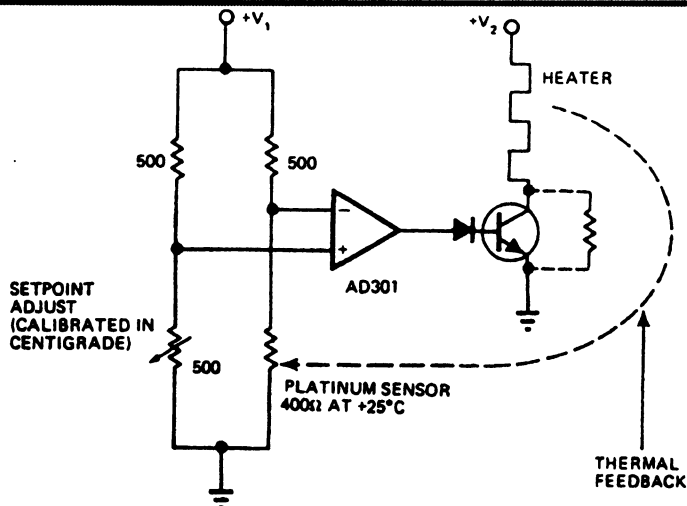 +V1
+V2
HEATER
500
500
−
+
AD301
SETPOINT
ADJUST
(CALIBRATED IN
CENTIGRADE)
500
PLATINUM SENSOR
400Ω AT +25°C
THERMAL
FEEDBACK